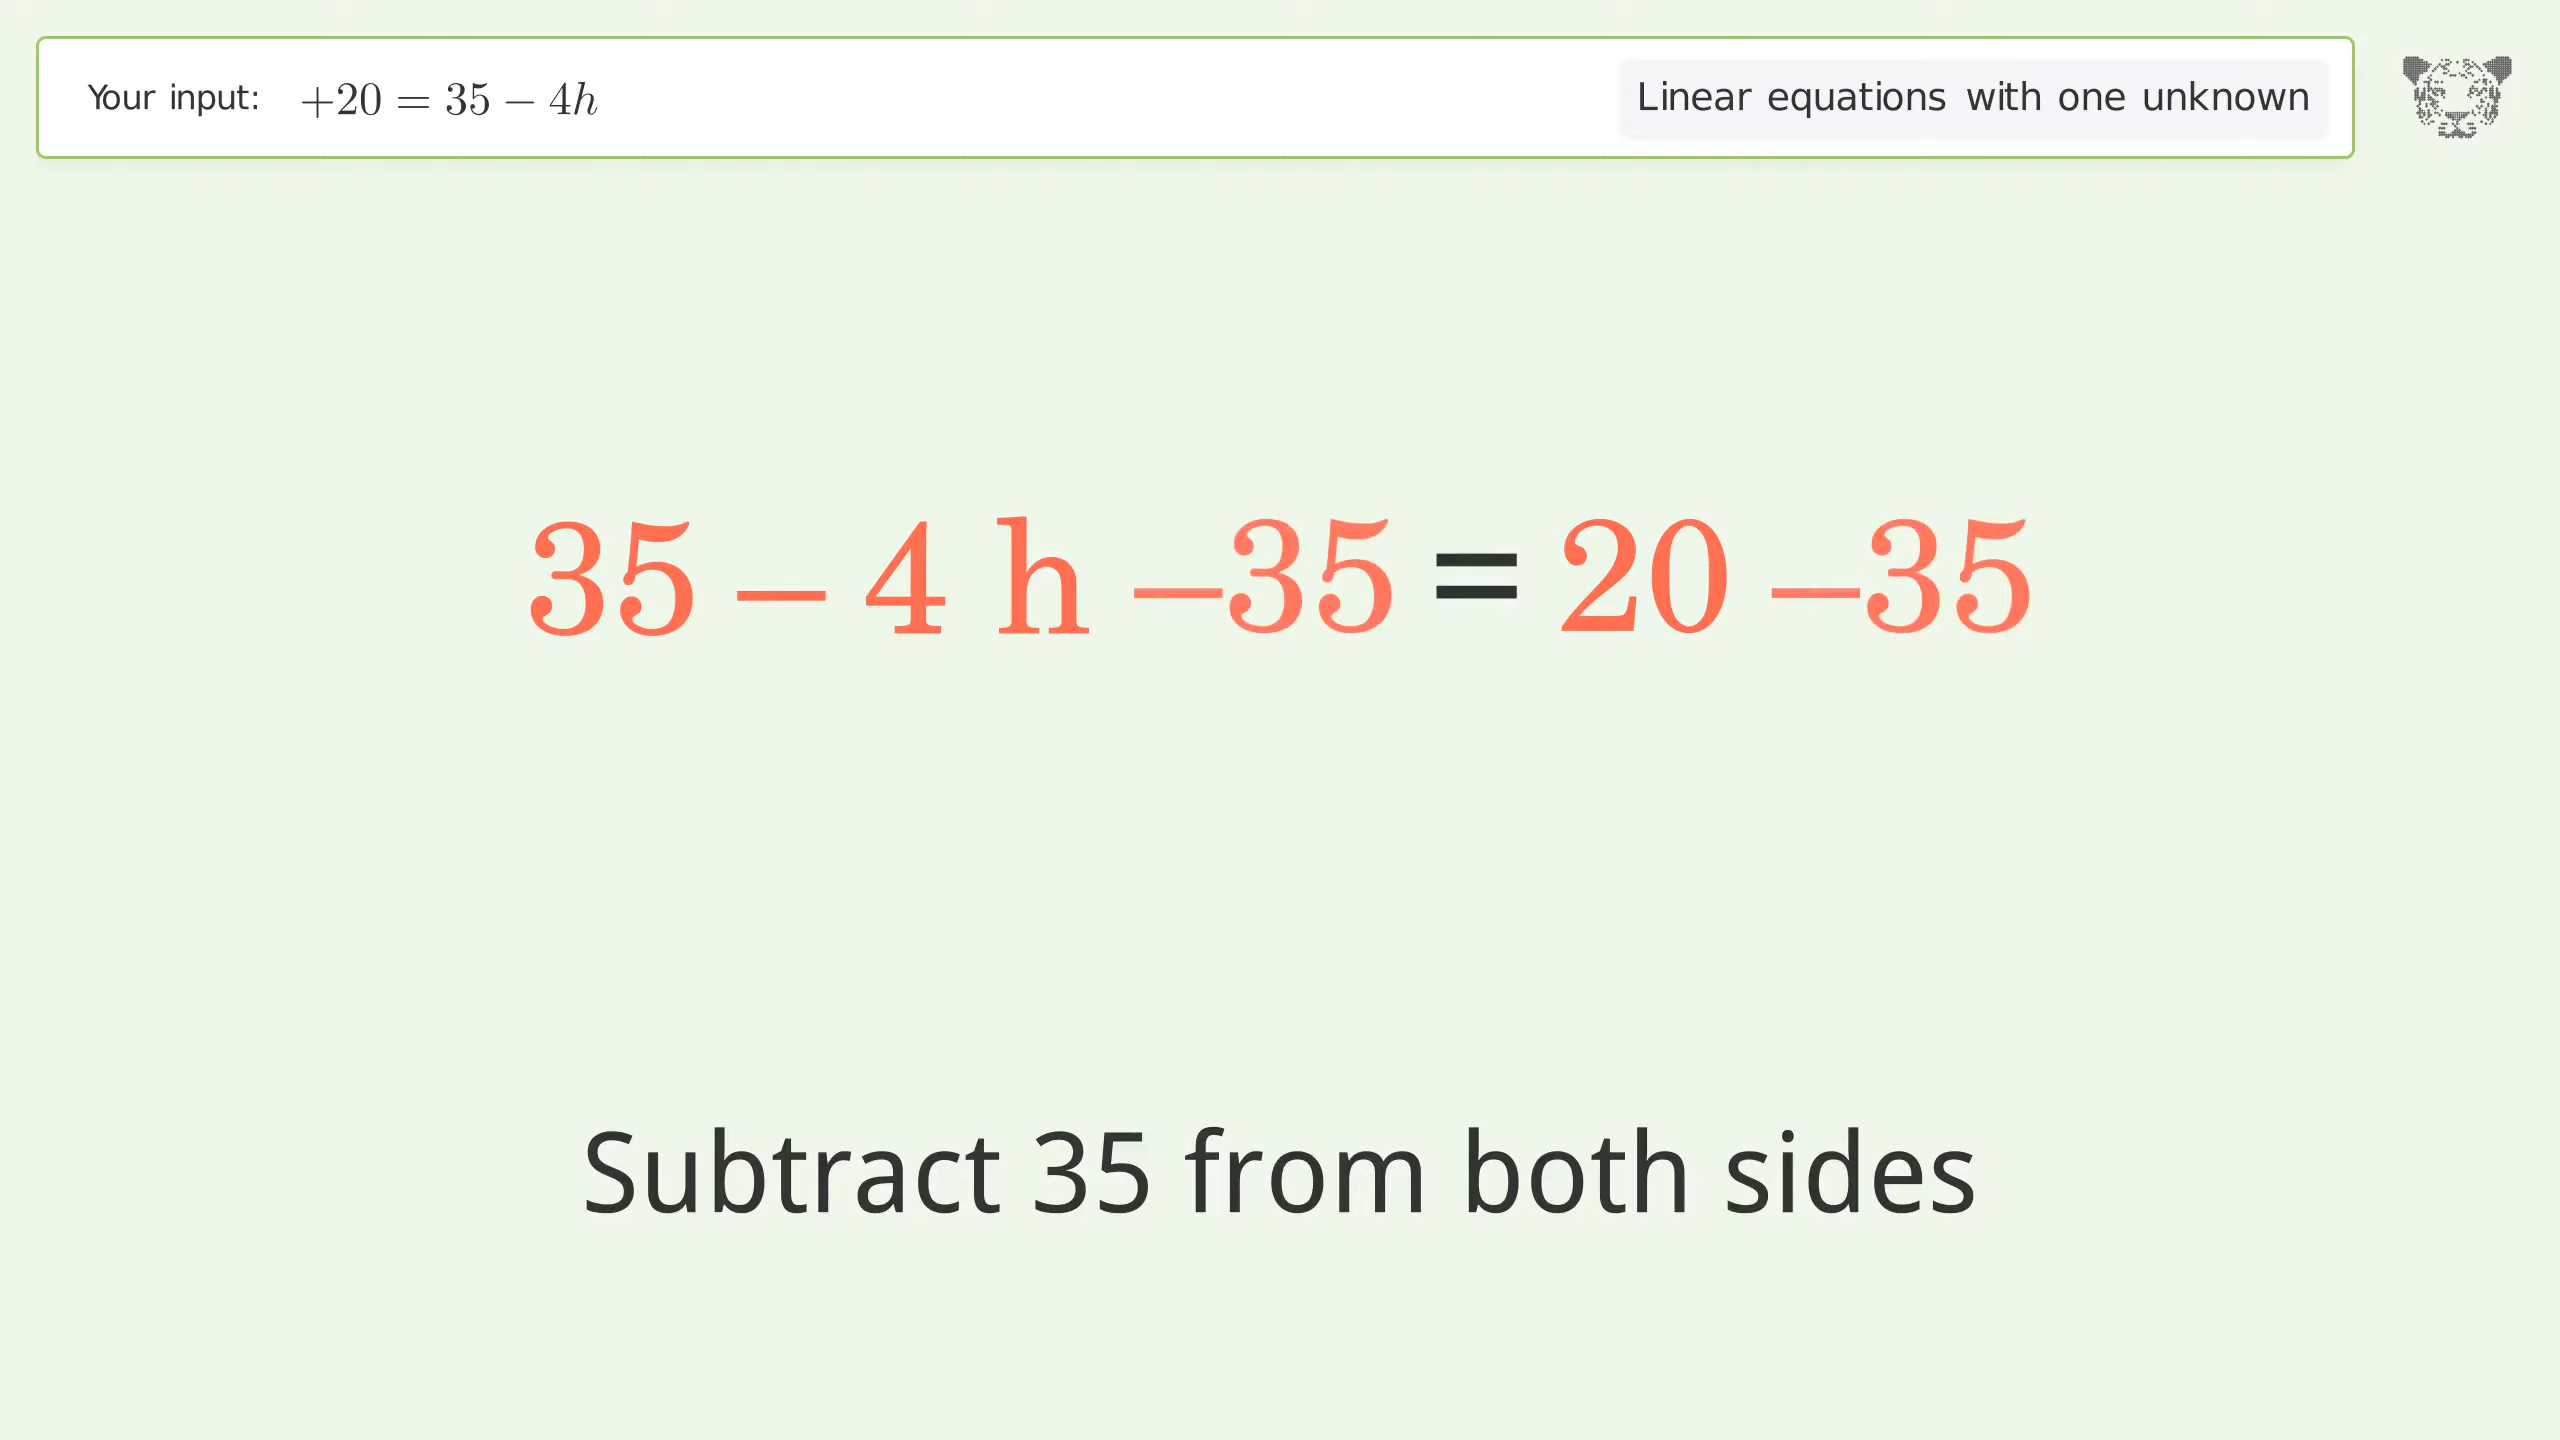 Your input: +20 = 35 − 4h
Linear equations with one unknown
35 − 4 h −35 = 20 −35
Subtract 35 from both sides